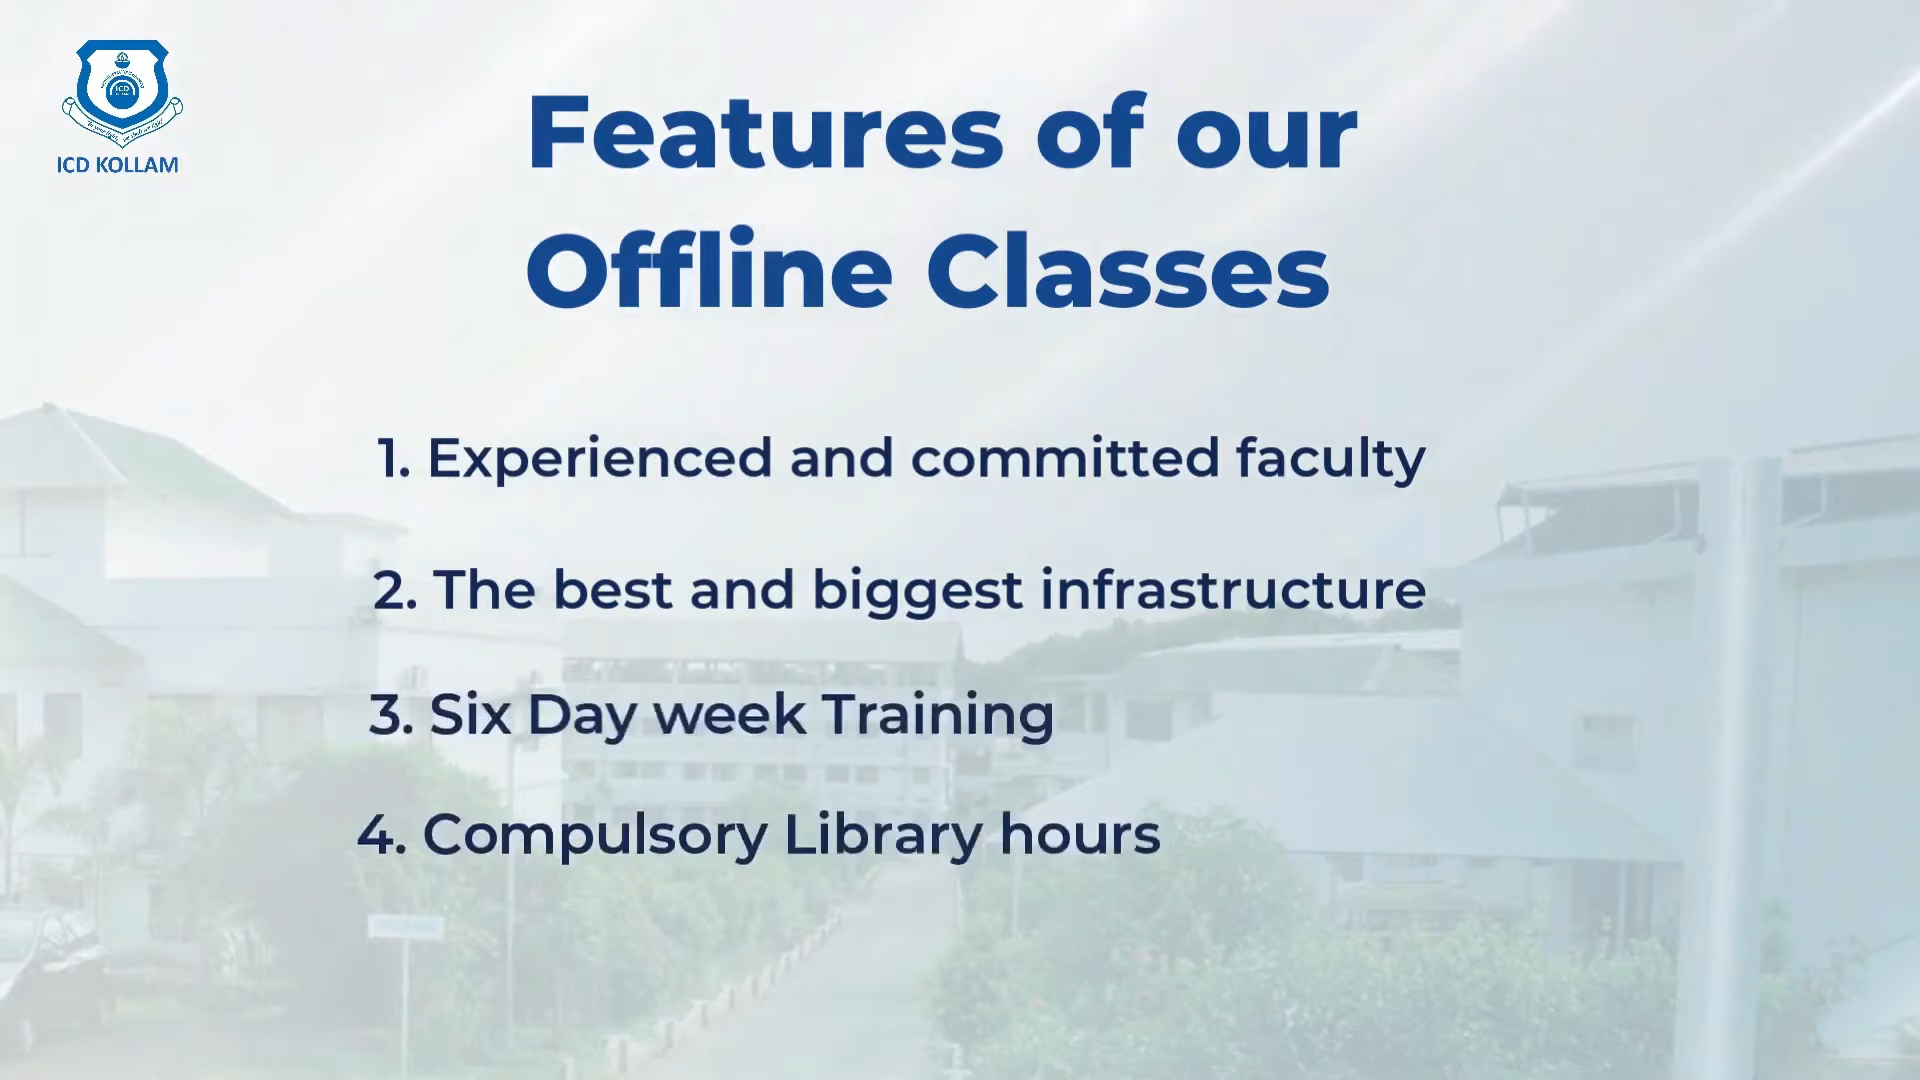 ICD
ICD KOLLAM
Features of our
Offline Classes
1. Experienced and committed faculty
2. The best and biggest infrastructure
3. Six Day week Training
4. Compulsory Library hours